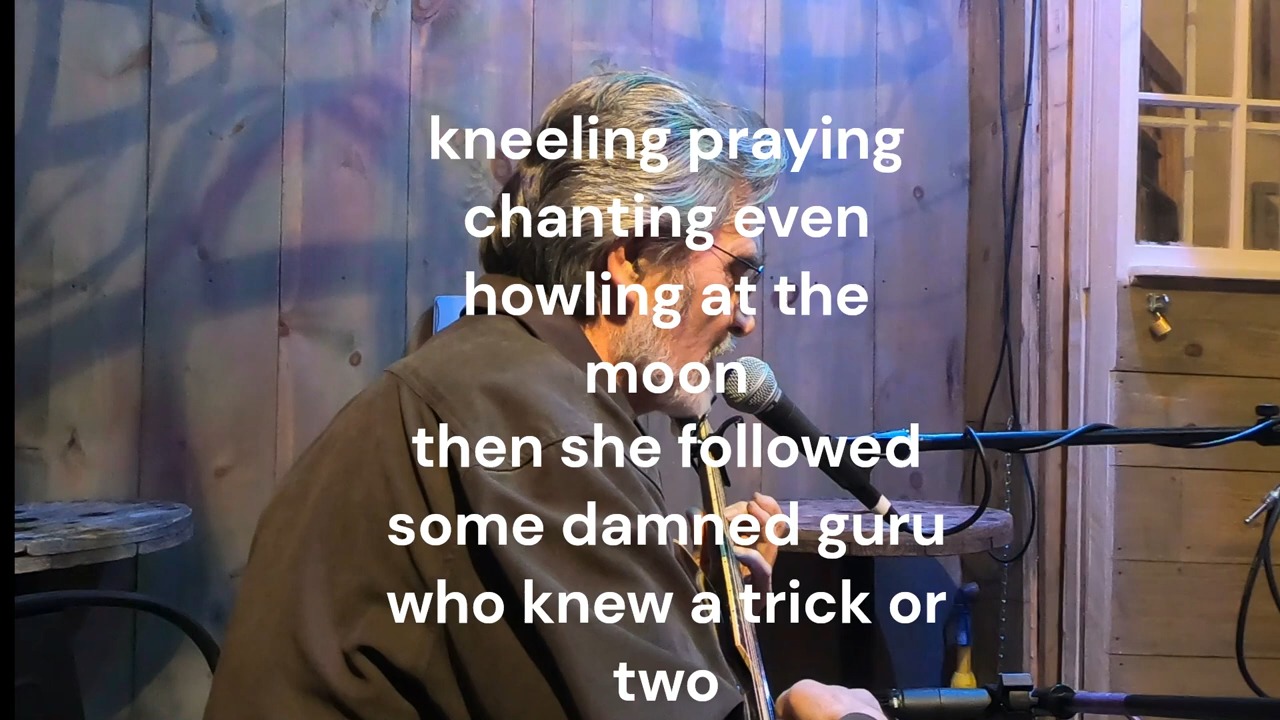 kneeling praying
chanting even
howling at the
moon
then she followed
some damned guru
who knew a trick or
two